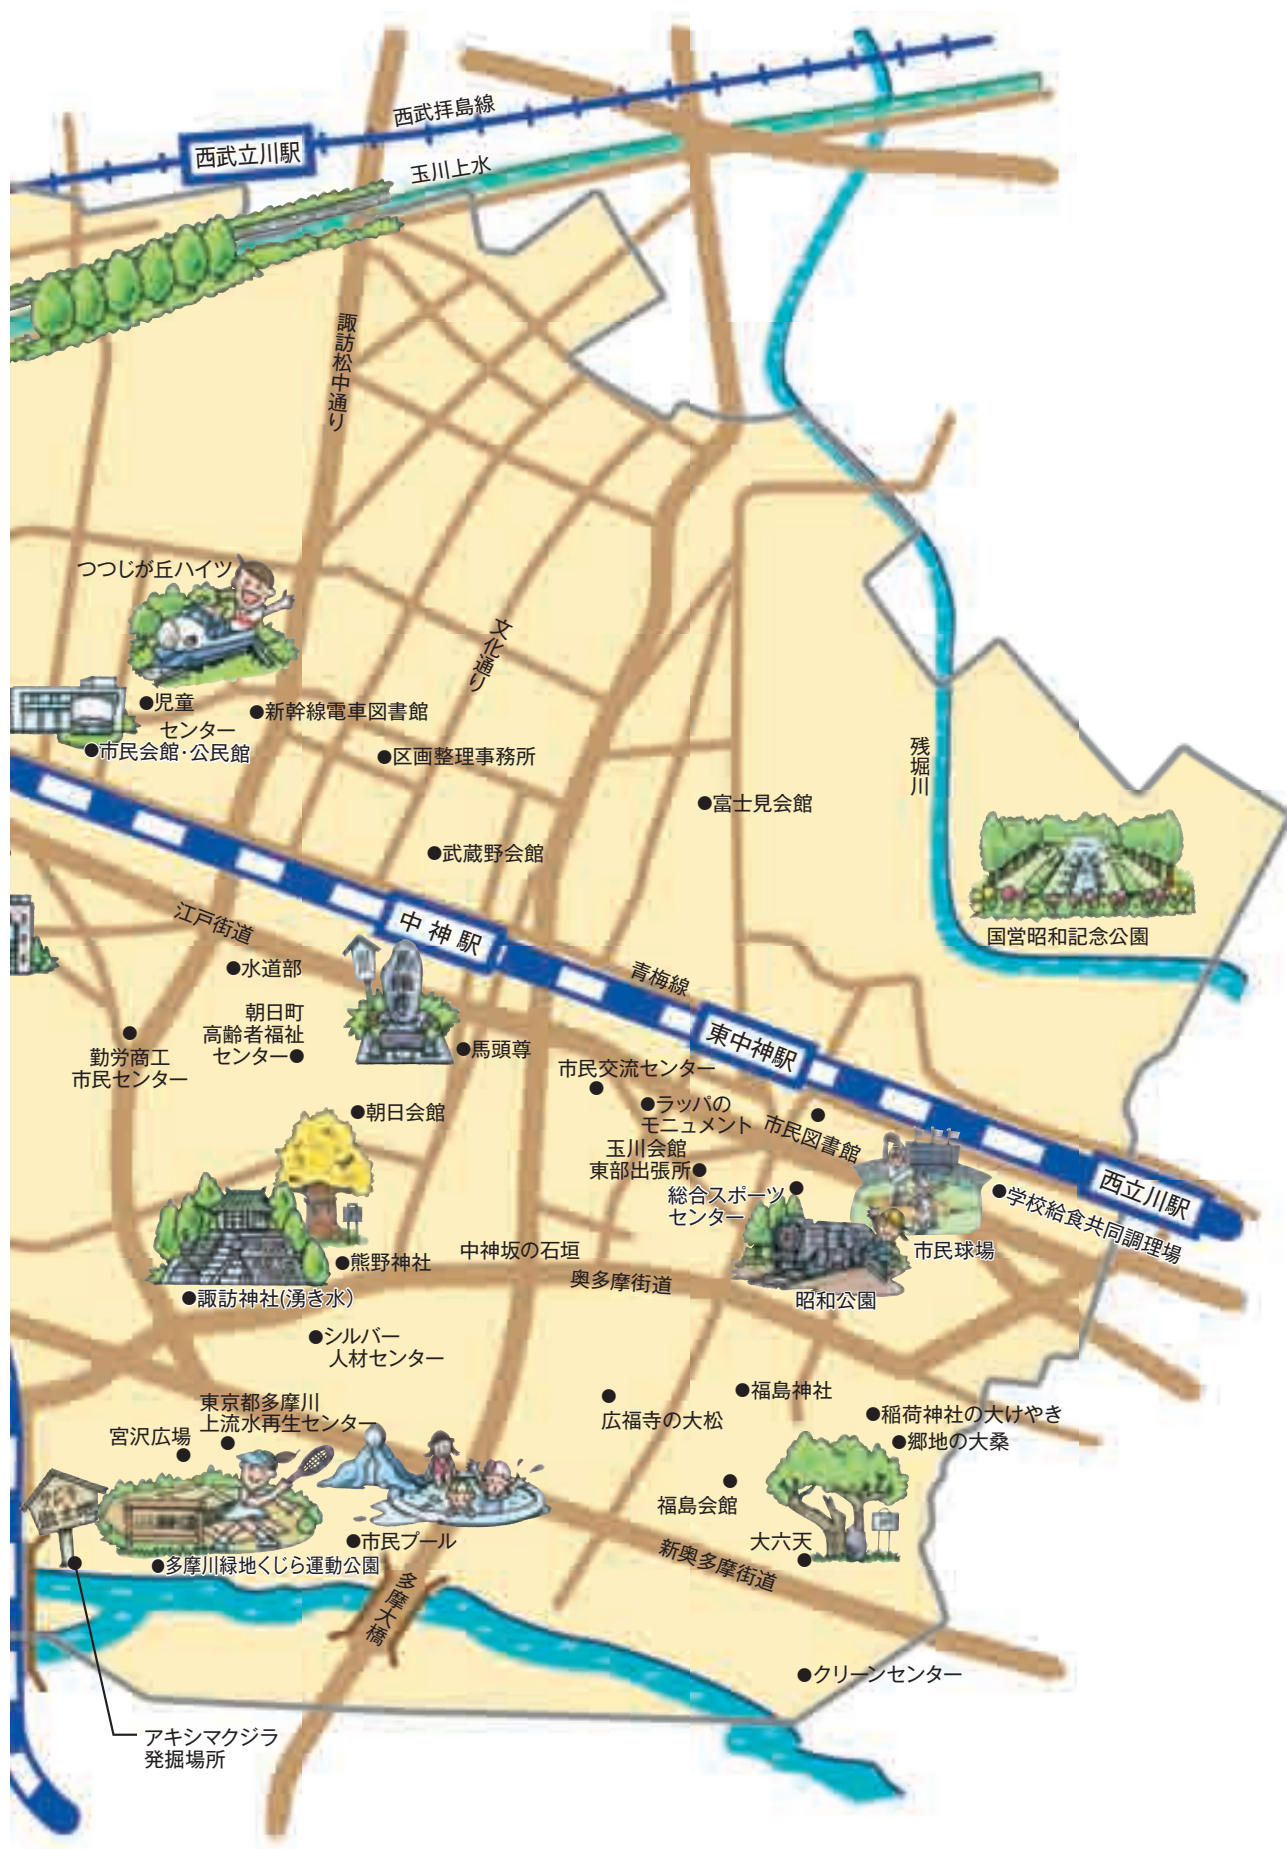 西武拝島線
西武立川駅
玉川上水
諏訪松中通り
つつじが丘ハイツ
文化通り
●児童
センター
●新幹線電車図書館
●市民会館・公民館
●区画整理事務所
残堀川
●富士見会館
●武蔵野会館
国営昭和記念公園
江戸街道
中神駅
●水道部
青梅線
朝日町
高齢者福祉
センター●
東中神駅
●
勤労商工
市民センター
●馬頭尊
市民交流センター
●
●ラッパの
モニュメント
●朝日会館
●
市民図書館
玉川会館
東部出張所●
総合スポーツ●
センター
●学校給食共同調理場
西立川駅
中神坂の石垣
市民球場
●熊野神社
奥多摩街道
●諏訪神社(湧き水)
昭和公園
●シルバー
人材センター
●福島神社
東京都多摩川
上流水再生センター
●
●
広福寺の大松
●稲荷神社の大けやき
宮沢広場
●
●郷地の大桑
●
福島会館
●市民プール
大六天
●
●多摩川緑地くじら運動公園
新奥多摩街道
多摩大橋
●クリーンセンター
アキシマクジラ
発掘場所